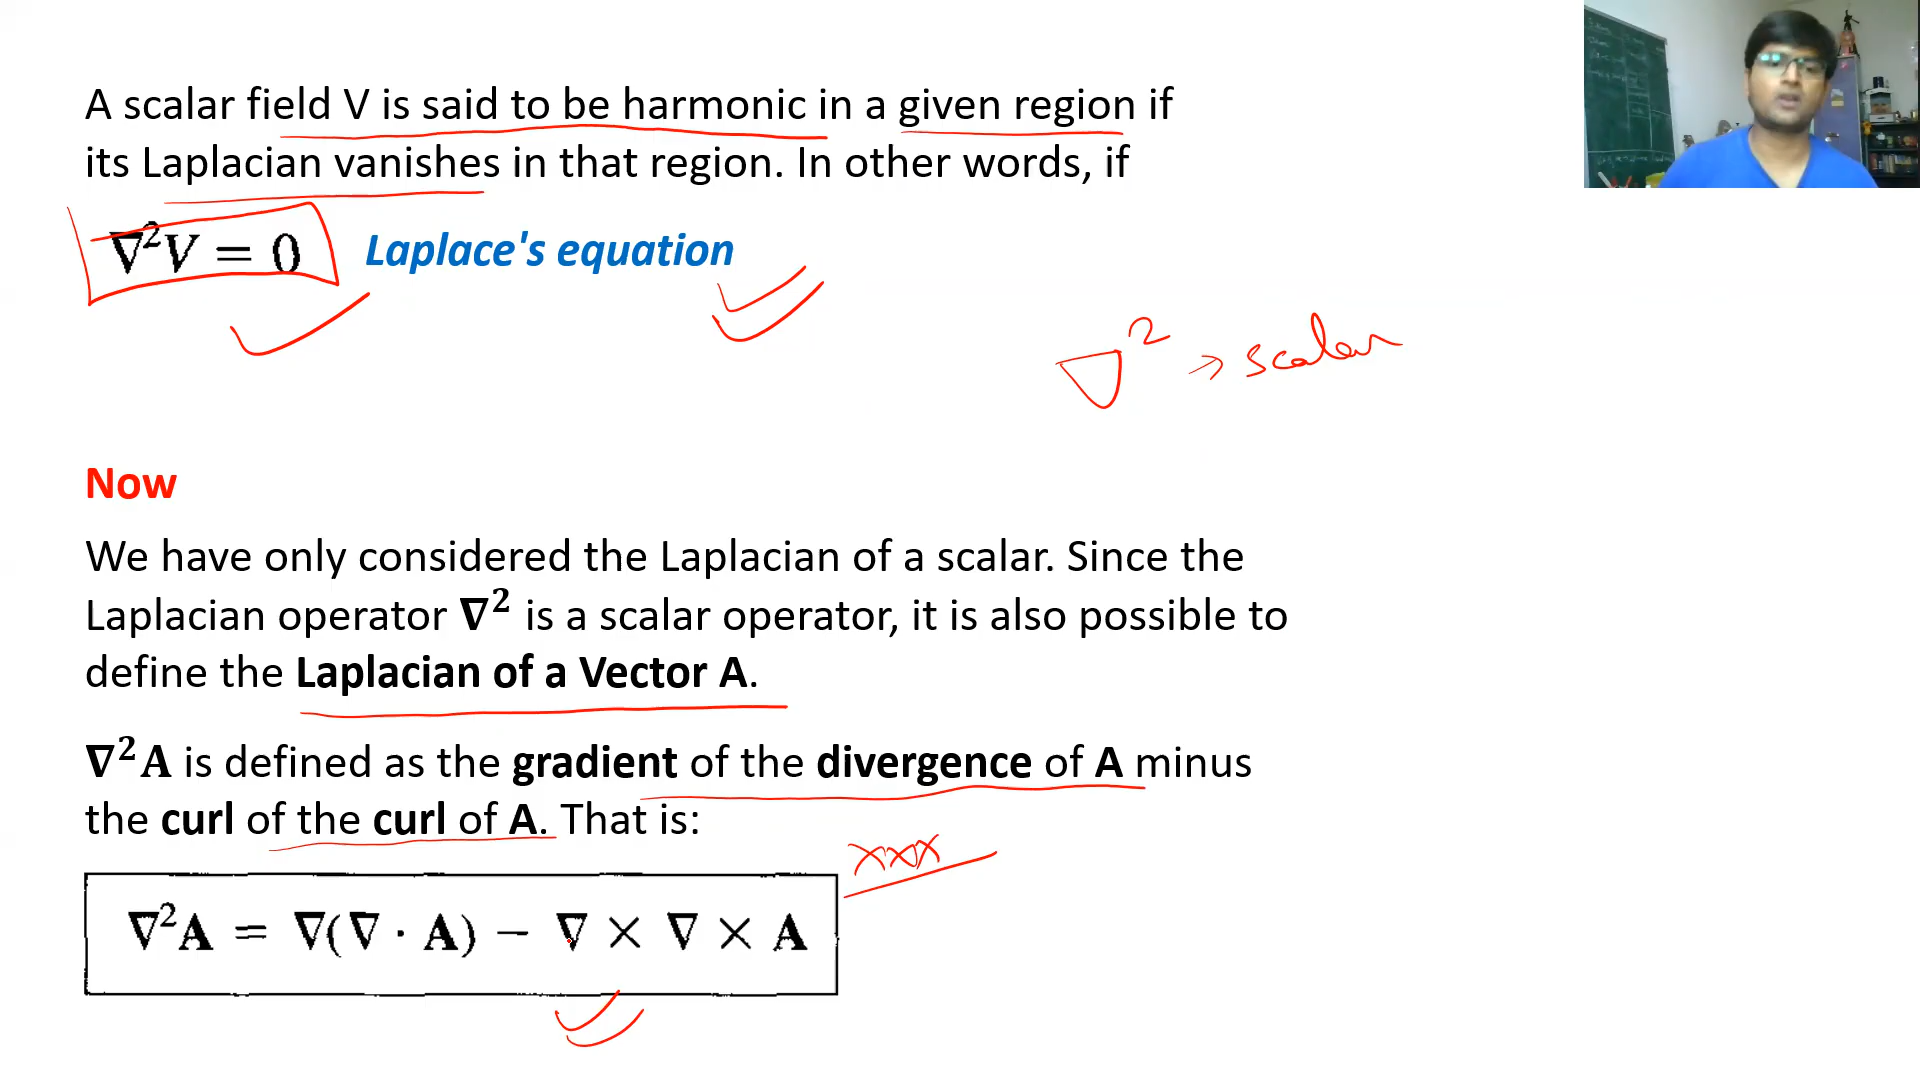 A scalar field V is said to be harmonic in a given region if
its Laplacian vanishes in that region. In other words, if
∇²V = 0 Laplace's equation
∇² → scalar
Now
We have only considered the Laplacian of a scalar. Since the
Laplacian operator ∇² is a scalar operator, it is also possible to
define the Laplacian of a Vector A.
∇²A is defined as the gradient of the divergence of A minus
the curl of the curl of A. That is:
xxx
∇²A = ∇(∇ · A) − ∇ × ∇ × A